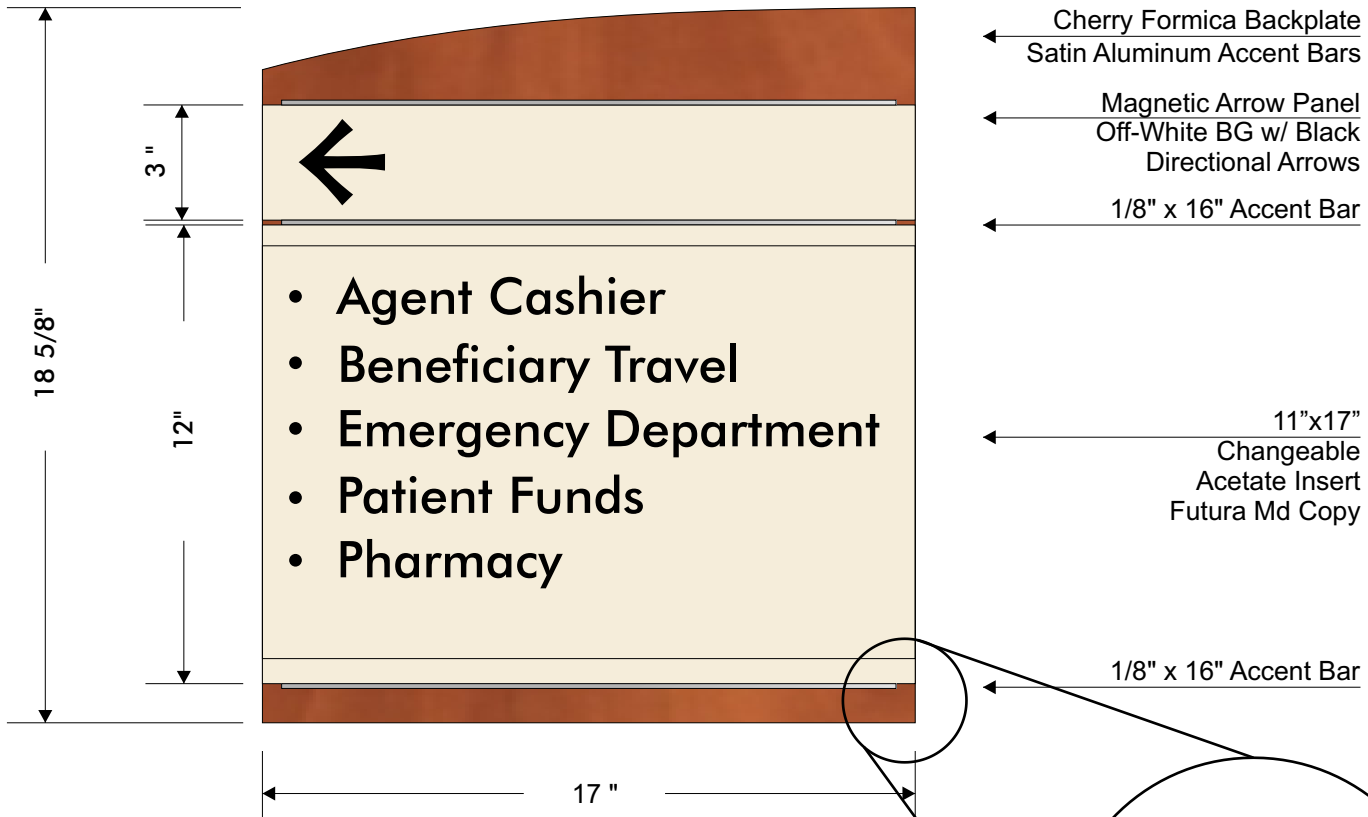 Cherry Formica Backplate
Satin Aluminum Accent Bars
Magnetic Arrow Panel
Off-White BG w/ Black
Directional Arrows
3 "
1/8" x 16" Accent Bar
18 5/8"
12"
• Agent Cashier
• Beneficiary Travel
• Emergency Department
• Patient Funds
• Pharmacy
11”x17”
Changeable
Acetate Insert
Futura Md Copy
1/8" x 16" Accent Bar
17 "